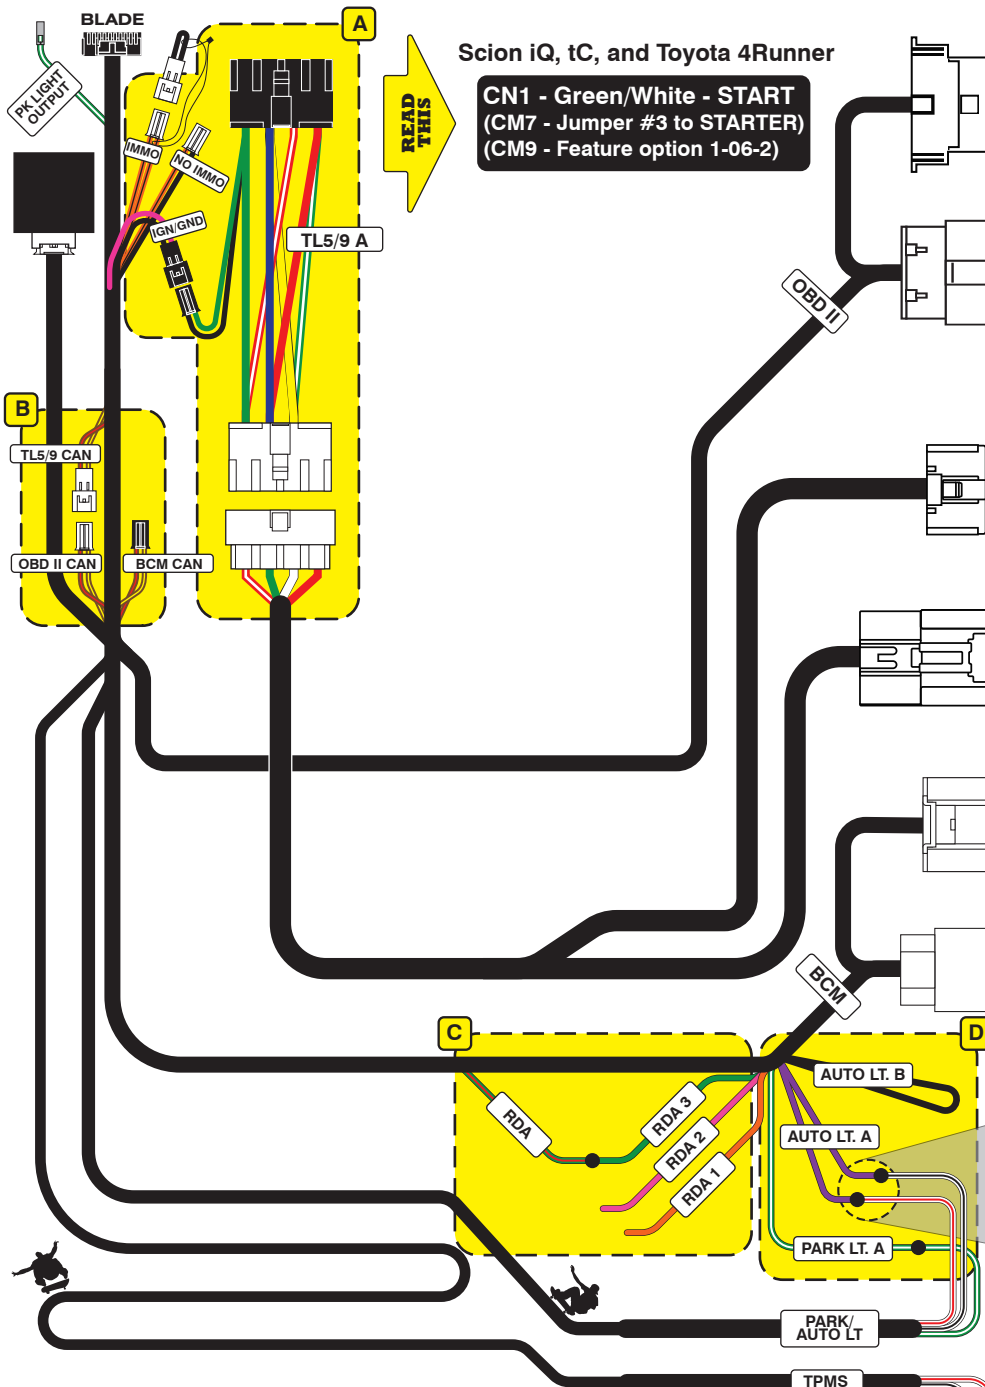 BLADE
A
PK LIGHT
OUTPUT
READ
THIS
Scion iQ, tC, and Toyota 4Runner
CN1 - Green/White - START
(CM7 - Jumper #3 to STARTER)
(CM9 - Feature option 1-06-2)
IMMO
NO IMMO
IGN/GND
TL5/9 A
OBD II
B
TL5/9 CAN
OBD II CAN
BCM CAN
BCM
C
D
AUTO LT. B
RDA
RDA 3
RDA 2
RDA 1
AUTO LT. A
PARK LT. A
PARK/
AUTO LT
TPMS